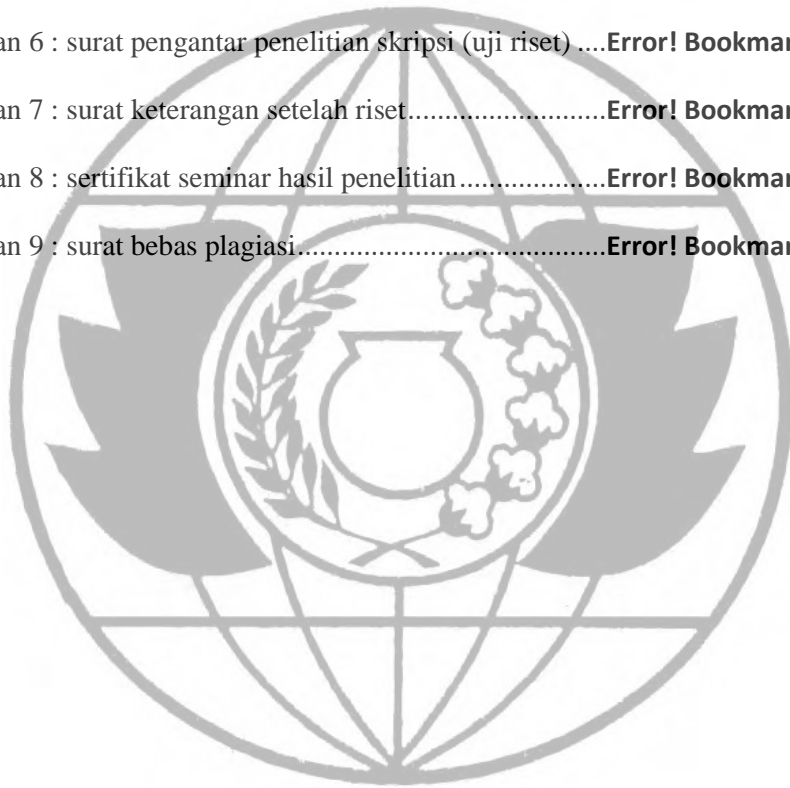 an 6 : surat pengantar penelitian skripsi (uji riset) ....Error! Bookmar
an 7 : surat keterangan setelah riset..........................Error! Bookmar
an 8 : sertifikat seminar hasil penelitian ...................Error! Bookmar
an 9 : surat bebas plagiasi.........................................Error! Bookmar